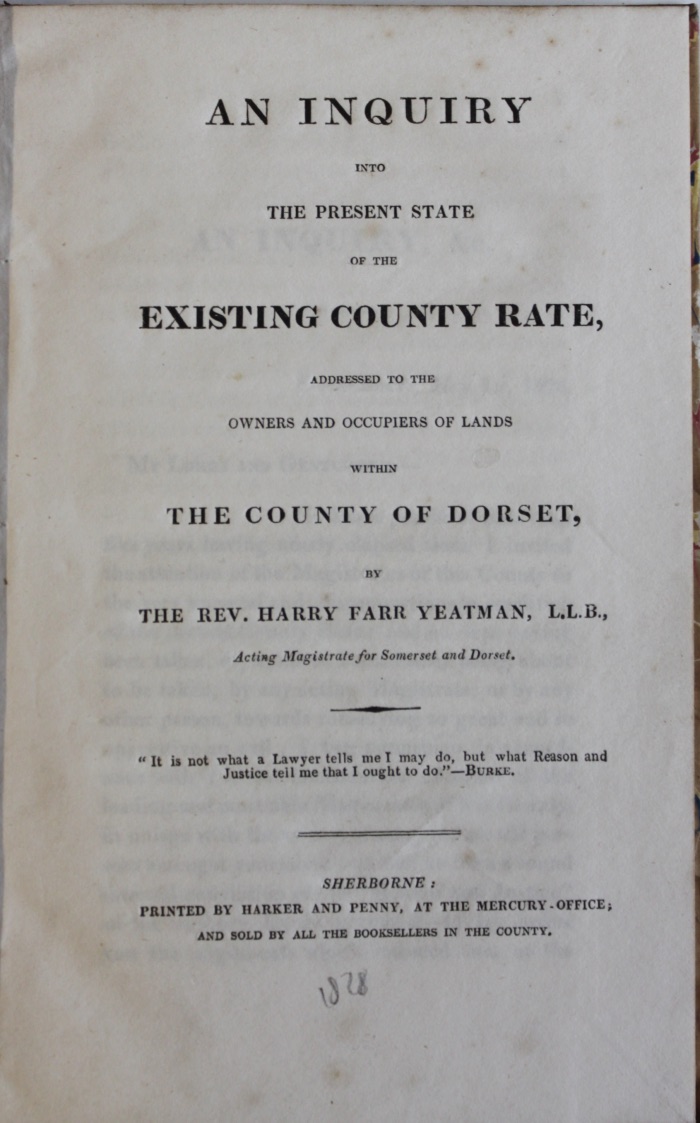 AN INQUIRY
INTO
THE PRESENT STATE
OF THE
EXISTING COUNTY RATE,
ADDRESSED TO THE
OWNERS AND OCCUPIERS OF LANDS
WITHIN
THE COUNTY OF DORSET,
BY
THE REV. HARRY FARR YEATMAN, L.L.B.,
Acting Magistrate for Somerset and Dorset.
“ It is not what a Lawyer tells me I may do, but what Reason and
Justice tell me that I ought to do.”—BURKE.
SHERBORNE :
PRINTED BY HARKER AND PENNY, AT THE MERCURY-OFFICE;
AND SOLD BY ALL THE BOOKSELLERS IN THE COUNTY.
1828